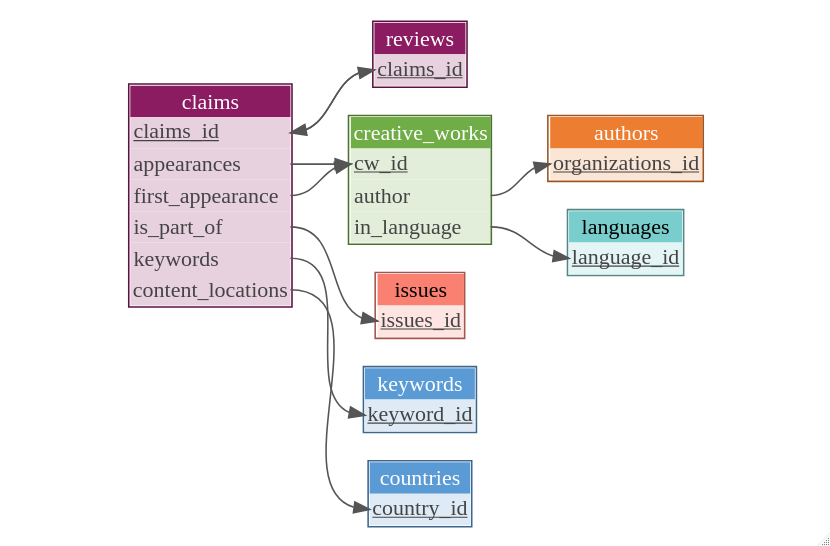 reviews
claims_id
claims
claims_id
appearances
first_appearance
is_part_of
keywords
content_locations
creative_works
cw_id
author
in_language
authors
organizations_id
languages
language_id
issues
issues_id
keywords
keyword_id
countries
country_id